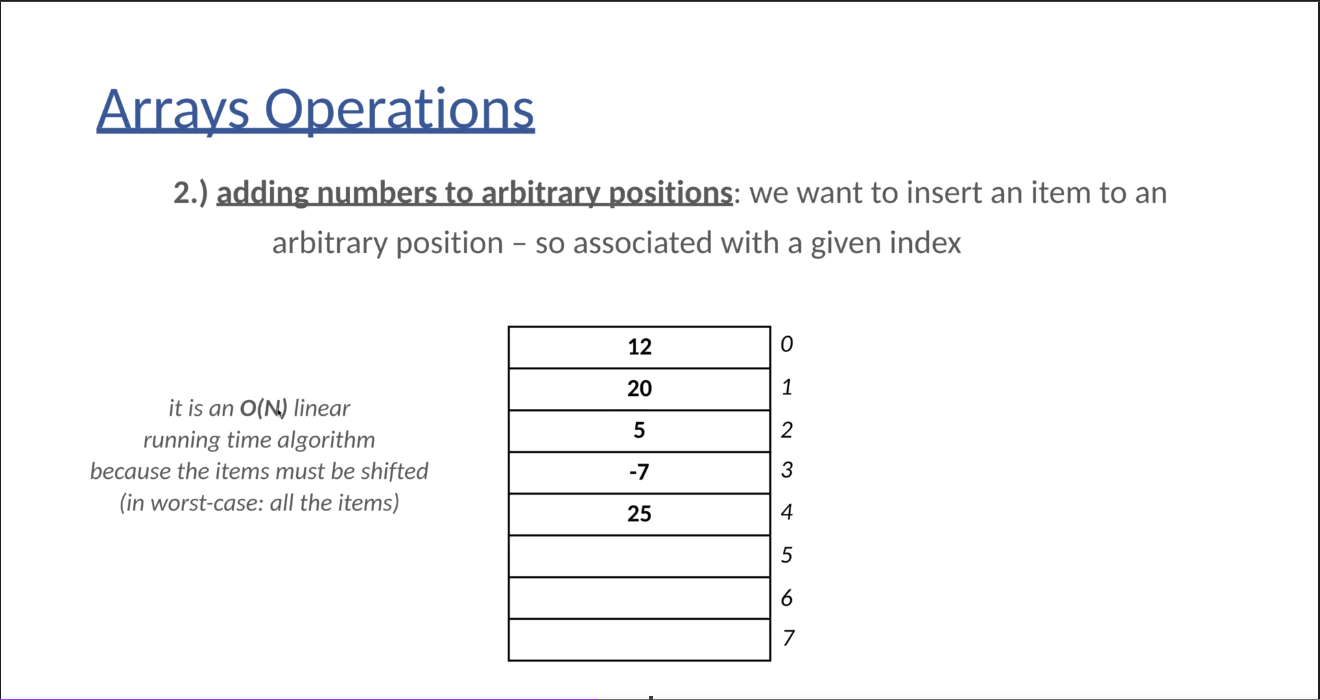 Arrays Operations
2.) adding numbers to arbitrary positions: we want to insert an item to an
arbitrary position – so associated with a given index
it is an O(N) linear
running time algorithm
because the items must be shifted
(in worst-case: all the items)
12 0
20 1
5 2
-7 3
25 4
5
6
7